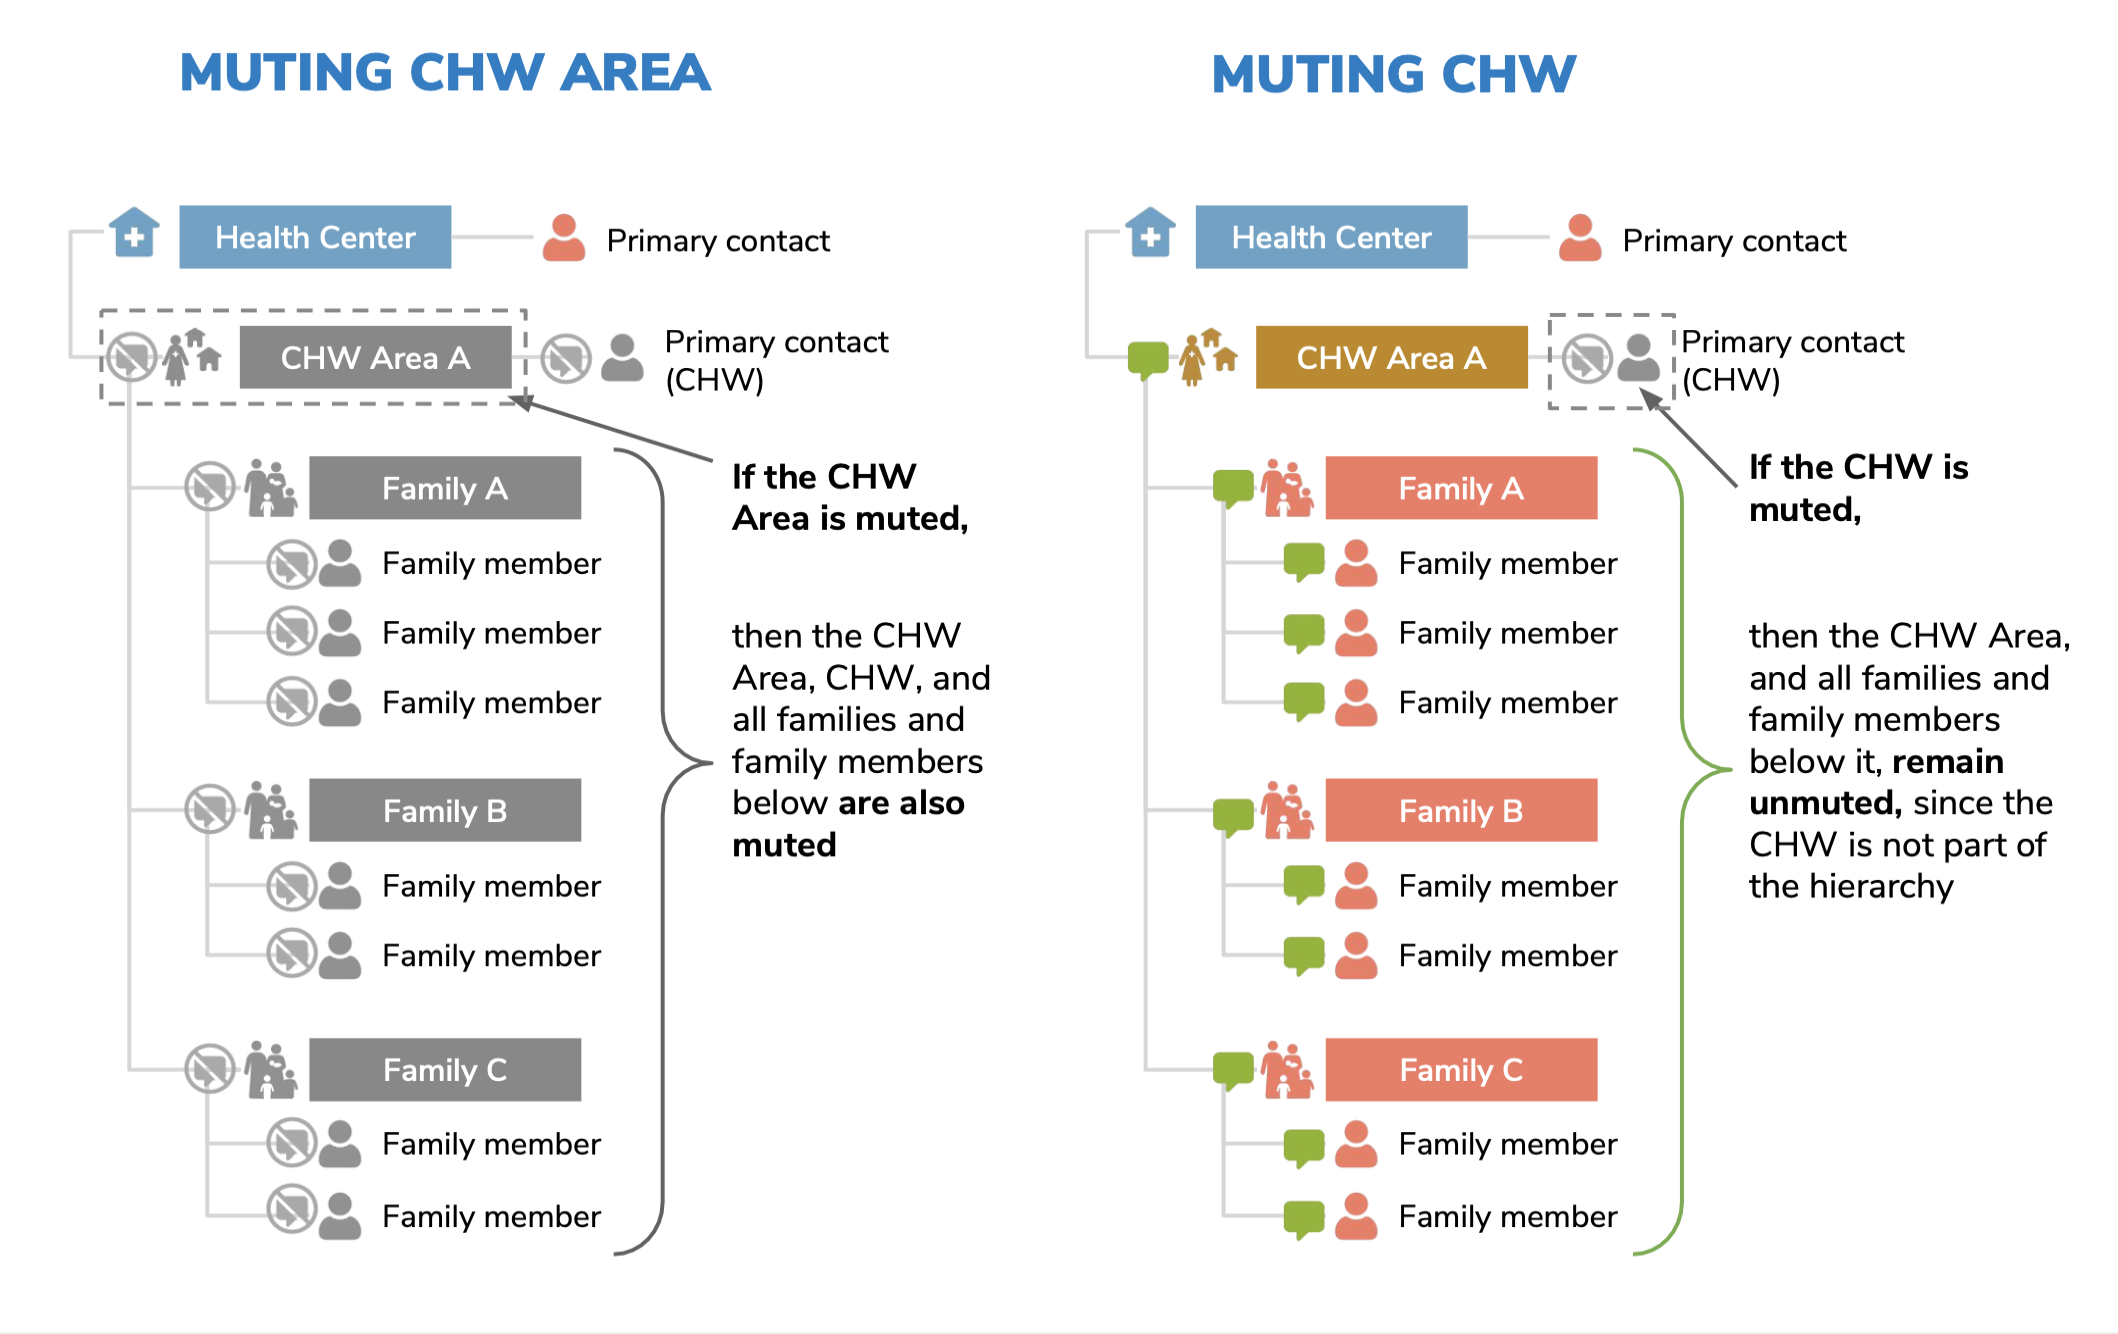 MUTING CHW AREA
Health Center
Primary contact
CHW Area A
Primary contact
(CHW)
If the CHW
Area is muted,
Family A
Family member
Family member
Family member
then the CHW
Area, CHW, and
all families and
family members
below are also
muted
Family B
Family member
Family member
Family C
Family member
Family member
MUTING CHW
Health Center
Primary contact
CHW Area A
Primary contact
(CHW)
If the CHW is
muted,
Family A
Family member
Family member
Family member
then the CHW Area,
and all families and
family members
below it, remain
unmuted, since the
CHW is not part of
the hierarchy
Family B
Family member
Family member
Family C
Family member
Family member